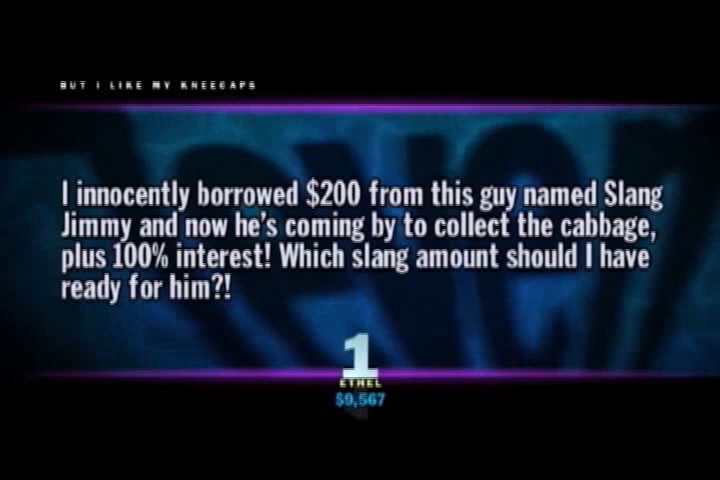 BUT I LIKE MY KNEECAPS
I innocently borrowed $200 from this guy named Slang
Jimmy and now he's coming by to collect the cabbage,
plus 100% interest! Which slang amount should I have
ready for him?!
1
ETHEL
$9,567